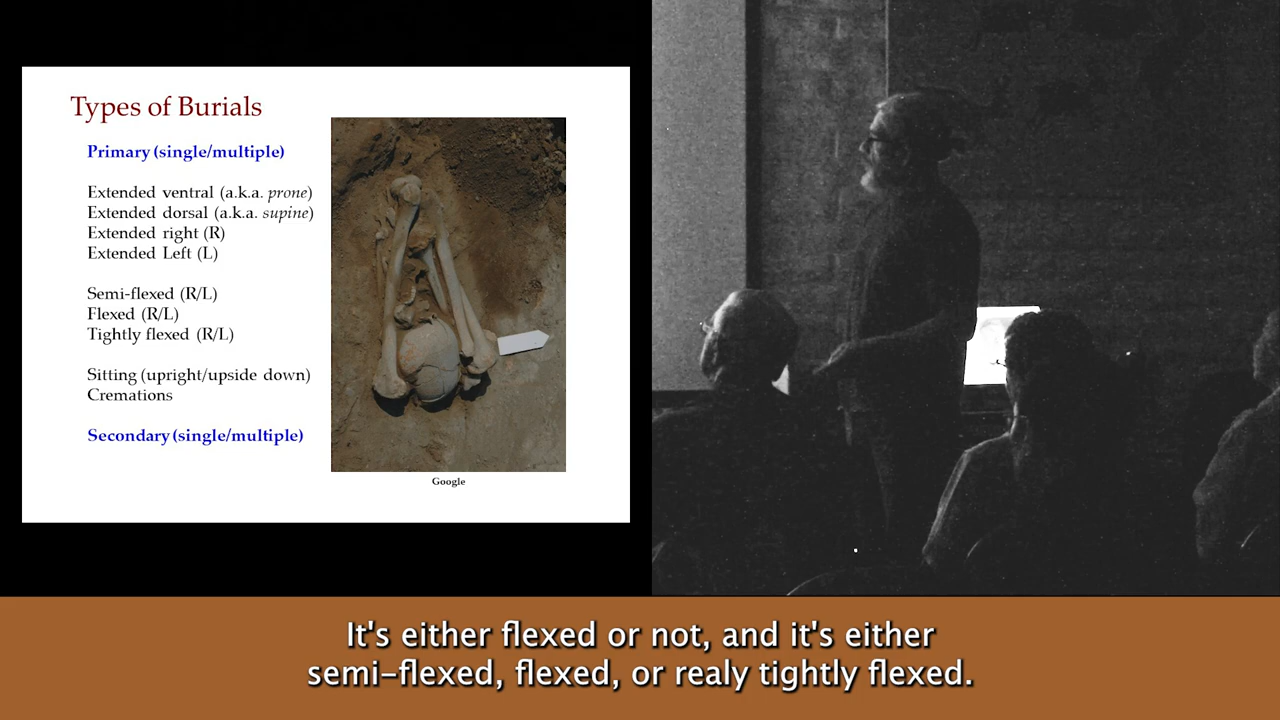 Types of Burials
Primary (single/multiple)
Extended ventral (a.k.a. prone)
Extended dorsal (a.k.a. supine)
Extended right (R)
Extended Left (L)
Semi-flexed (R/L)
Flexed (R/L)
Tightly flexed (R/L)
Sitting (upright/upside down)
Cremations
Secondary (single/multiple)
Google
It's either flexed or not, and it's either
semi-flexed, flexed, or realy tightly flexed.